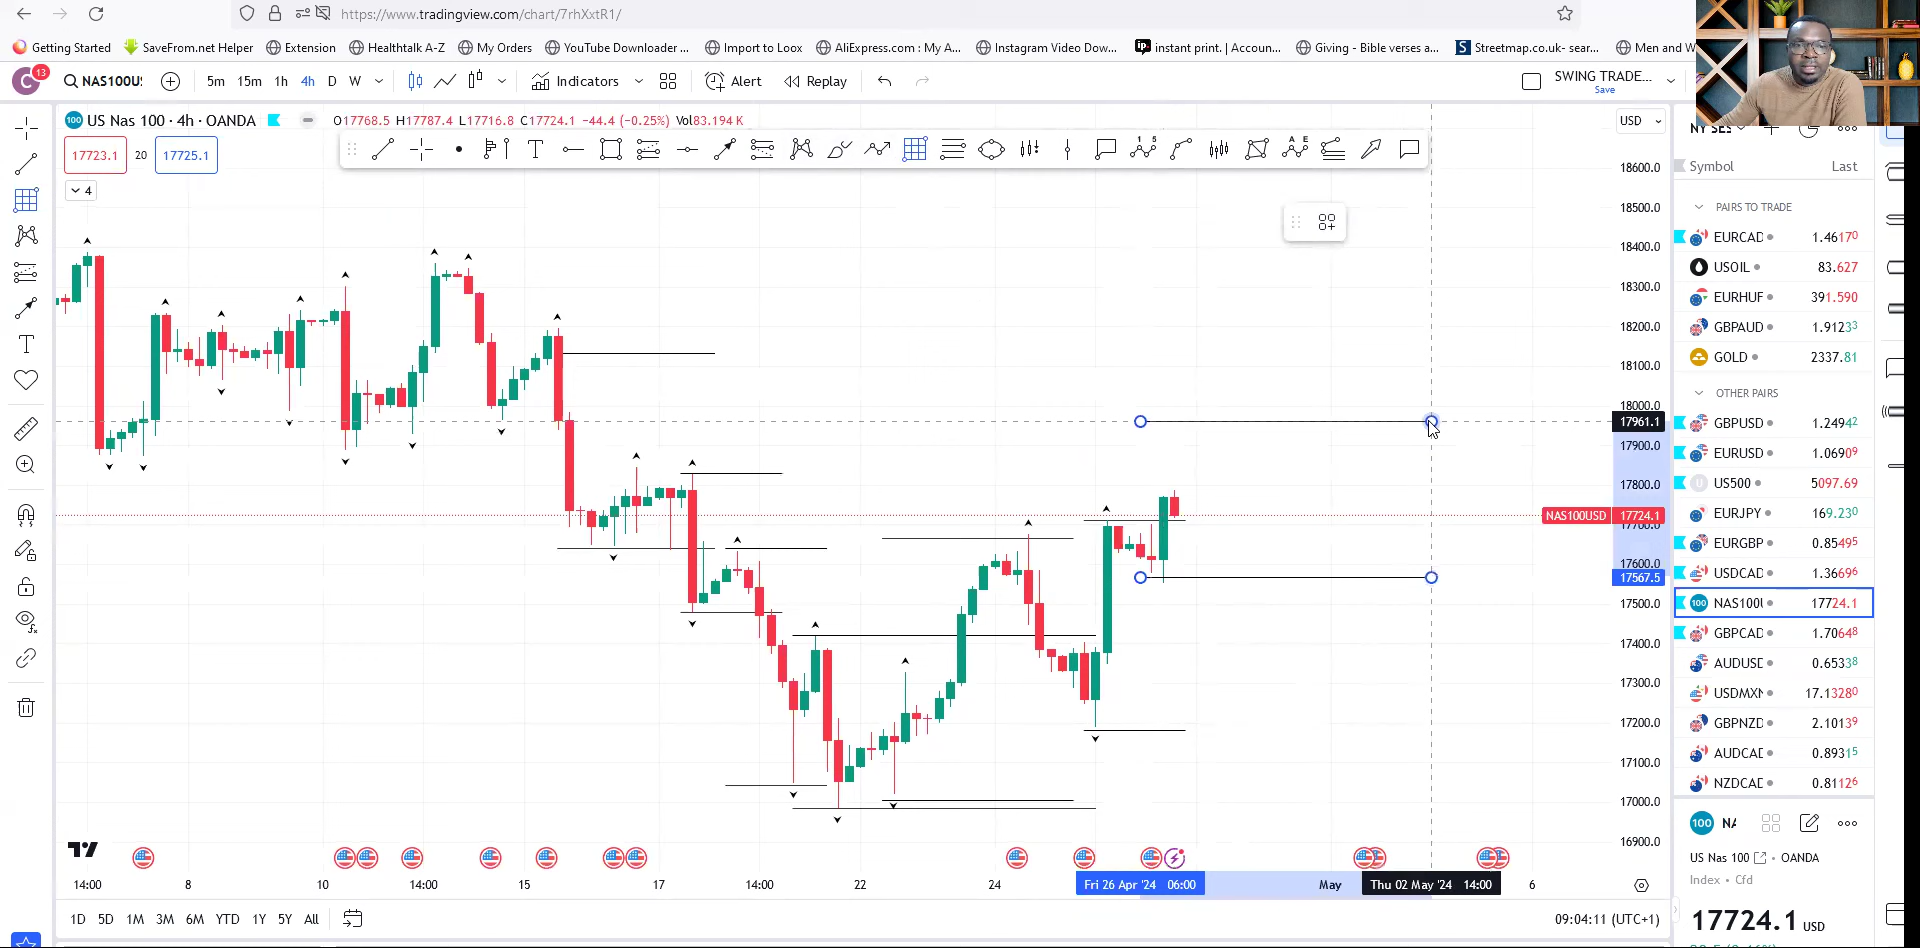 https://www.tradingview.com/chart/7rhXxtR1/
Getting Started
SaveFrom.net Helper
Extension
Healthtalk A-Z
My Orders
YouTube Downloader ...
Import to Loox
AliExpress.com : My A...
Instagram Video Dow...
instant print. | Accoun...
Giving - Bible verses a...
Streetmap.co.uk- sear...
Men and W
C 13
NAS100U
5m 15m 1h 4h D W
Indicators
Alert
Replay
SWING TRADE...
Save
US Nas 100 · 4h · OANDA
O17768.5 H17787.4 L17716.8 C17724.1 −44.4 (−0.25%) Vol83.194 K
17723.1 20 17725.1
4
USD
18600.0
18500.0
18400.0
18300.0
18200.0
18100.0
18000.0
17961.1
17900.0
17800.0
NAS100USD 17724.1
17700.0
17600.0
17567.5
17500.0
17400.0
17300.0
17200.0
17100.0
17000.0
16900.0
14:00 8 10 14:00 15 17 14:00 22 24 Fri 26 Apr '24 06:00 May Thu 02 May '24 14:00 6
1D 5D 1M 3M 6M YTD 1Y 5Y All
09:04:11 (UTC+1)
NY SES
Symbol Last
PAIRS TO TRADE
EURCAD 1.46170
USOIL 83.627
EURHUF 391.590
GBPAUD 1.91233
GOLD 2337.81
OTHER PAIRS
GBPUSD 1.24942
EURUSD 1.06909
US500 5097.69
EURJPY 169.230
EURGBP 0.85495
USDCAD 1.36696
NAS100U 17724.1
GBPCAD 1.70648
AUDUSD 0.65338
USDMXN 17.13280
GBPNZD 2.10139
AUDCAD 0.89315
NZDCAD 0.81126
100 NA
US Nas 100 • OANDA
Index • Cfd
17724.1 USD